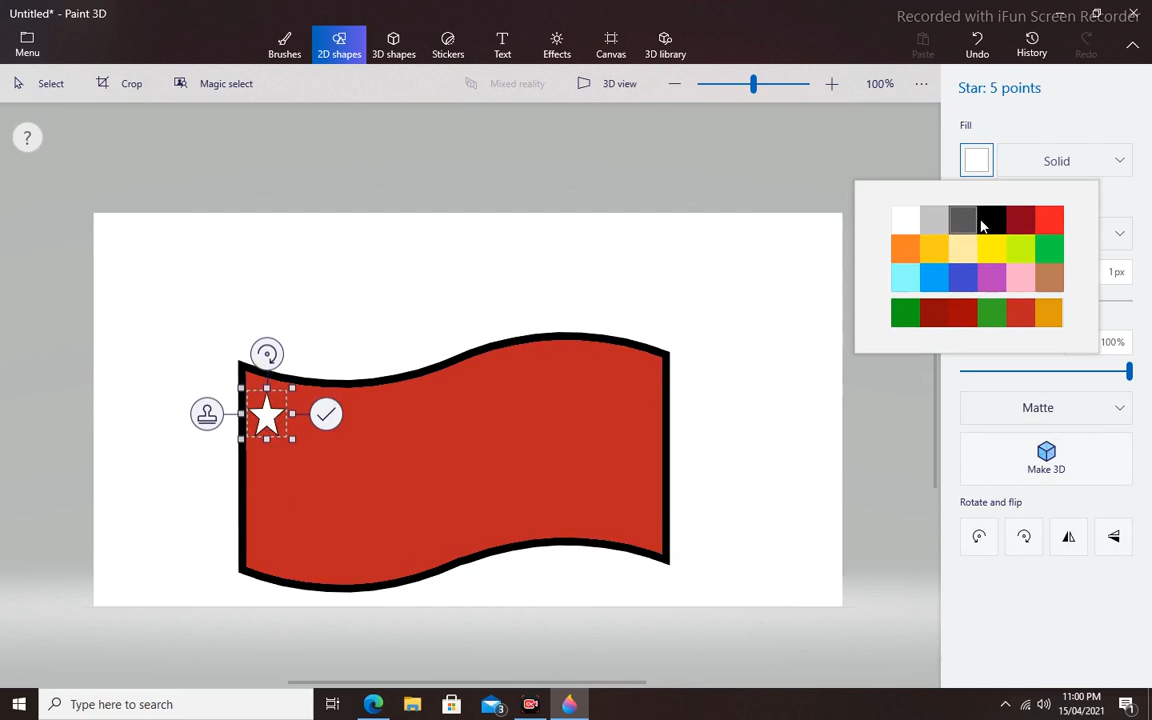 Untitled* - Paint 3D
Recorded with iFun Screen Recorder
Menu
Brushes
2D shapes
3D shapes
Stickers
Text
Effects
Canvas
3D library
Paste
Undo
History
Redo
Select
Crop
Magic select
Mixed reality
3D view
100%
Star: 5 points
?
Fill
Solid
1px
100%
Matte
Make 3D
Rotate and flip
Type here to search
3
11:00 PM
15/04/2021
1